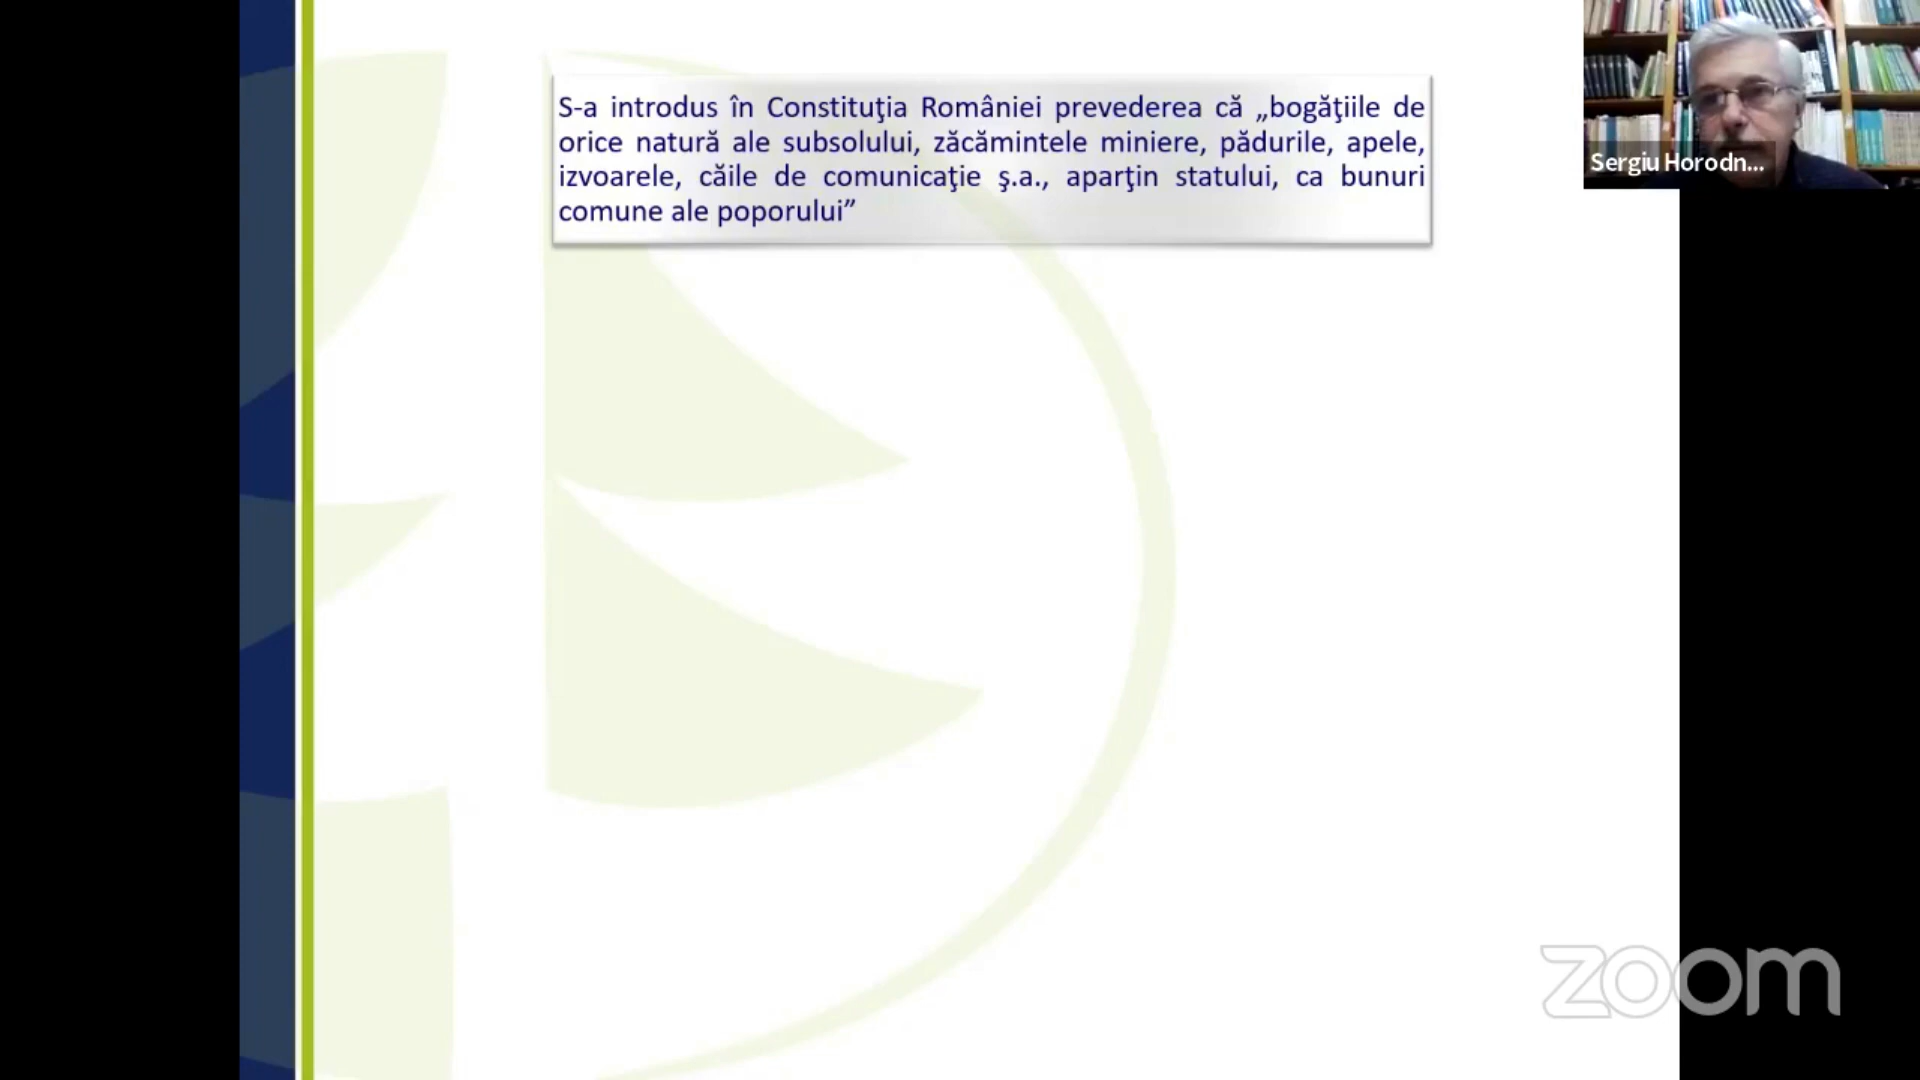 S-a introdus în Constituţia României prevederea că „bogăţiile de
orice natură ale subsolului, zăcămintele miniere, pădurile, apele,
izvoarele, căile de comunicaţie ş.a., aparţin statului, ca bunuri
comune ale poporului”
Sergiu Horodn...
zoom